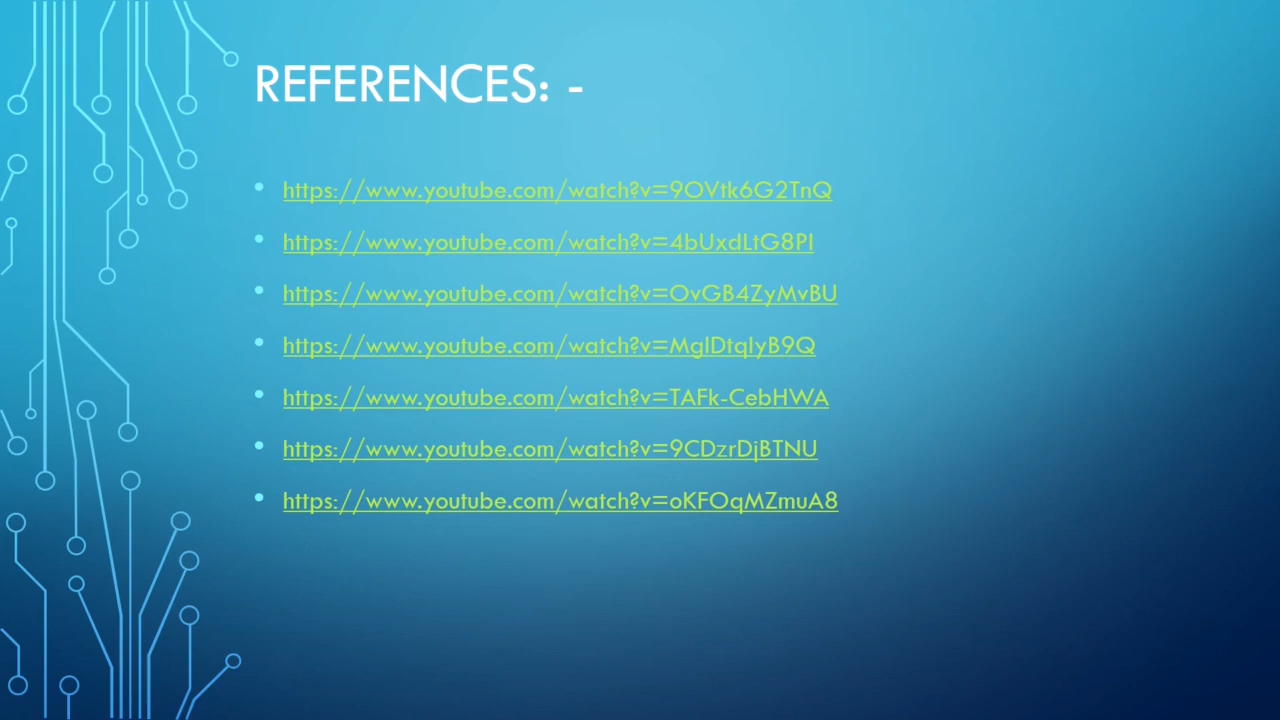 REFERENCES: -
• https://www.youtube.com/watch?v=9OVtk6G2TnQ
• https://www.youtube.com/watch?v=4bUxdLtG8PI
• https://www.youtube.com/watch?v=OvGB4ZyMvBU
• https://www.youtube.com/watch?v=MglDtqIyB9Q
• https://www.youtube.com/watch?v=TAFk-CebHWA
• https://www.youtube.com/watch?v=9CDzrDjBTNU
• https://www.youtube.com/watch?v=oKFOqMZmuA8